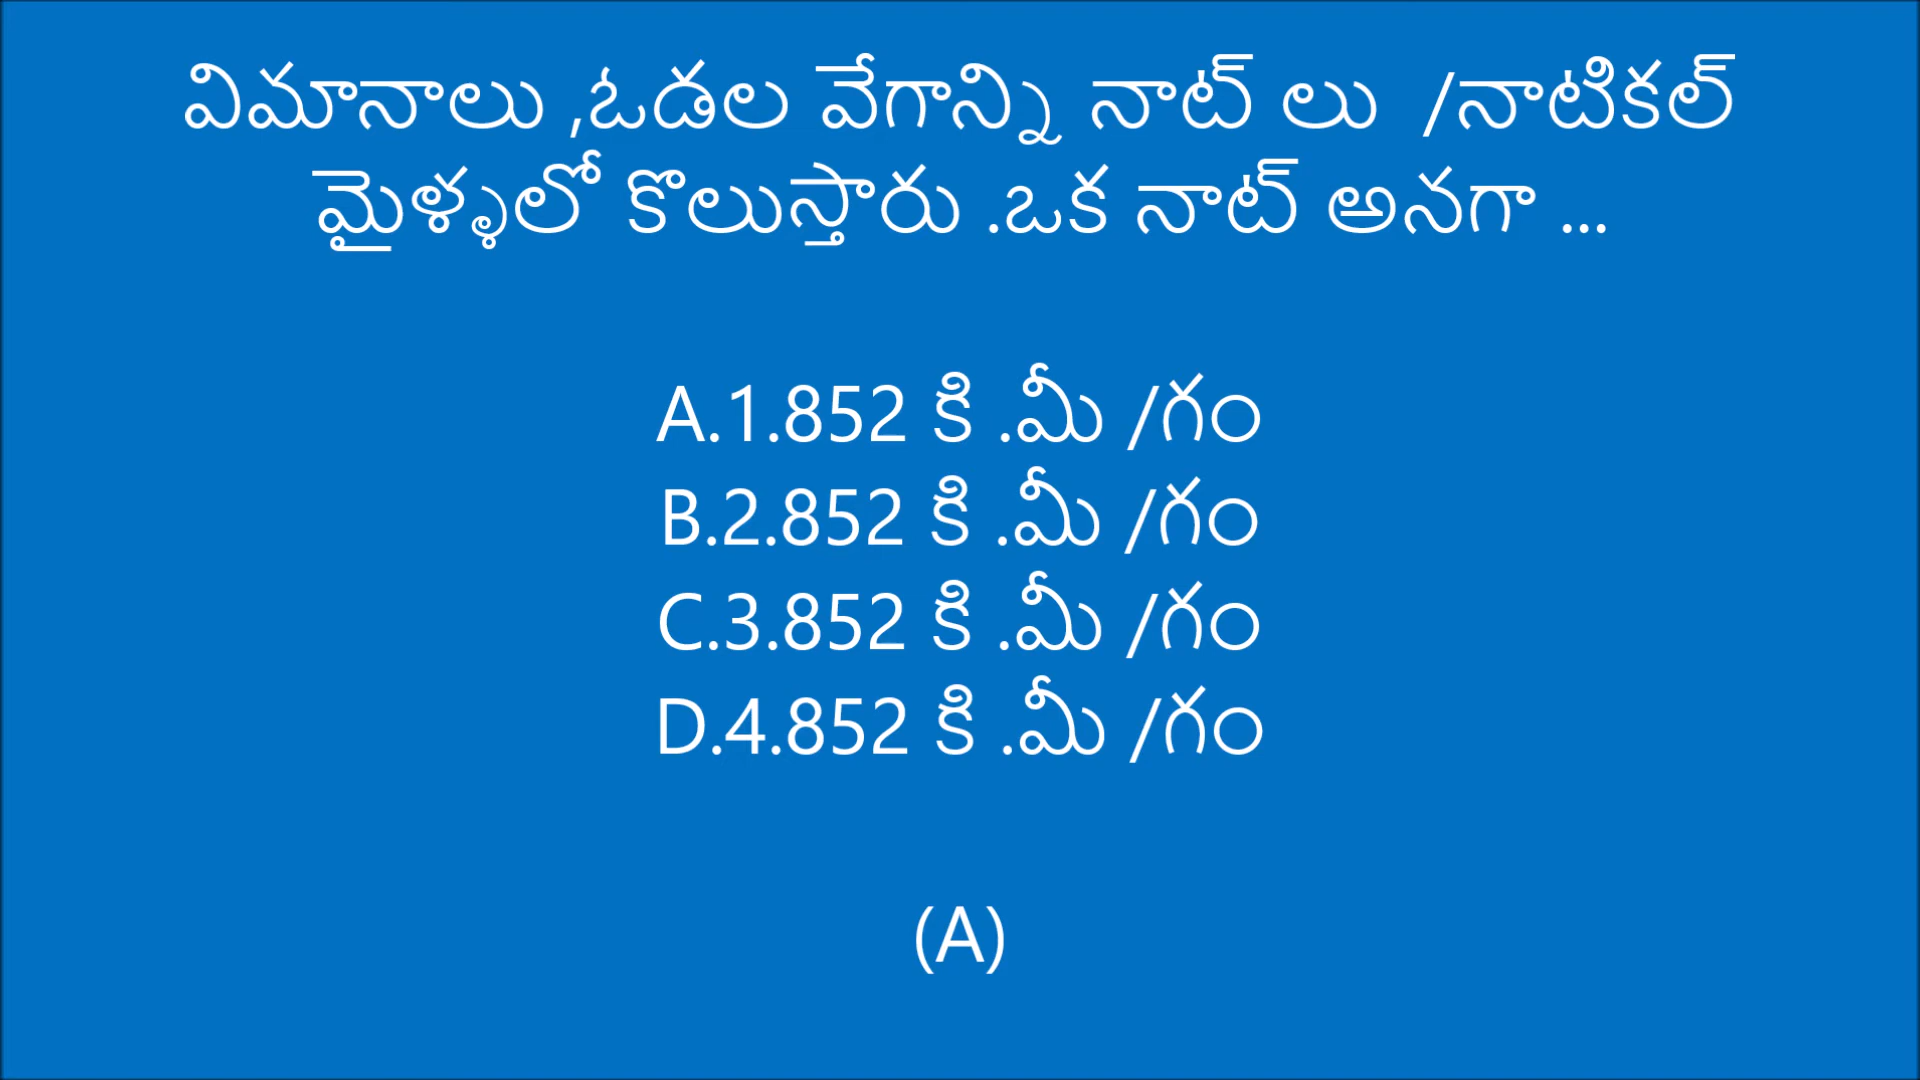 విమానాలు ,ఓడల వేగాన్ని నాట్ లు /నాటికల్
మైళ్ళలో కొలుస్తారు .ఒక నాట్ అనగా ...
A.1.852 కి .మీ /గం
B.2.852 కి .మీ /గం
C.3.852 కి .మీ /గం
D.4.852 కి .మీ /గం
(A)